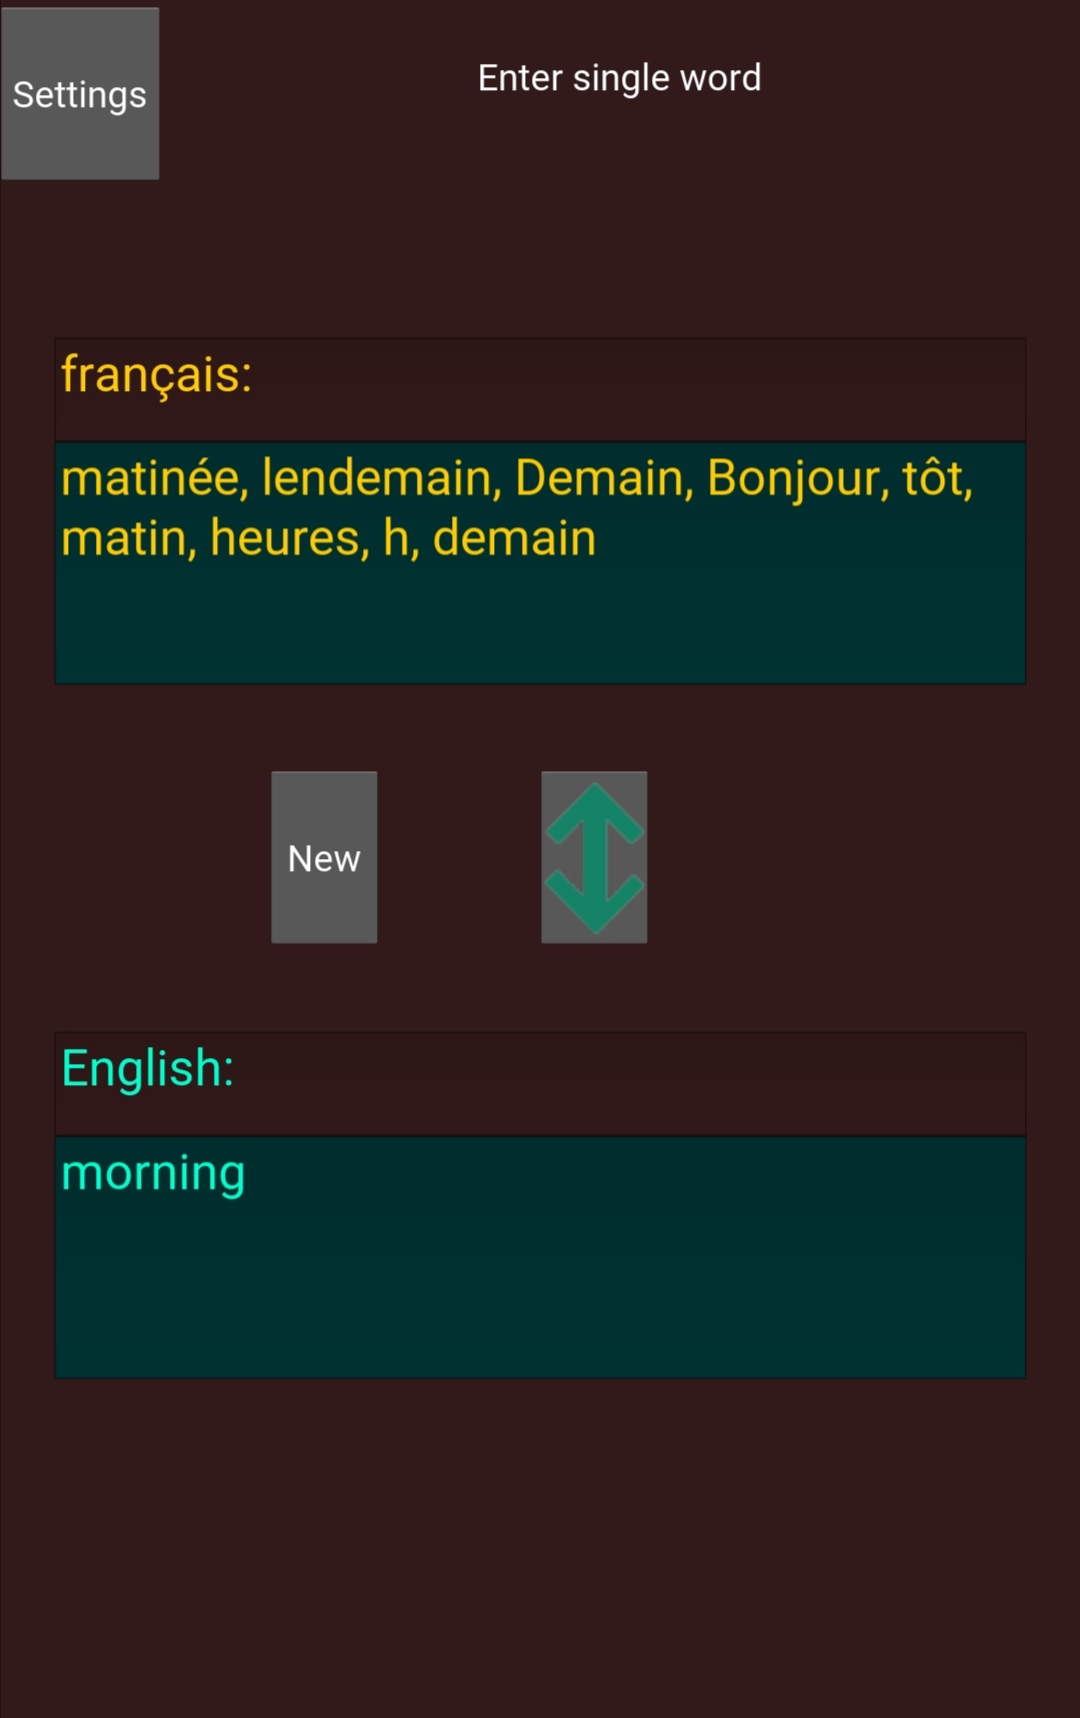 Settings
Enter single word
français:
matinée, lendemain, Demain, Bonjour, tôt,
matin, heures, h, demain
New
English:
morning